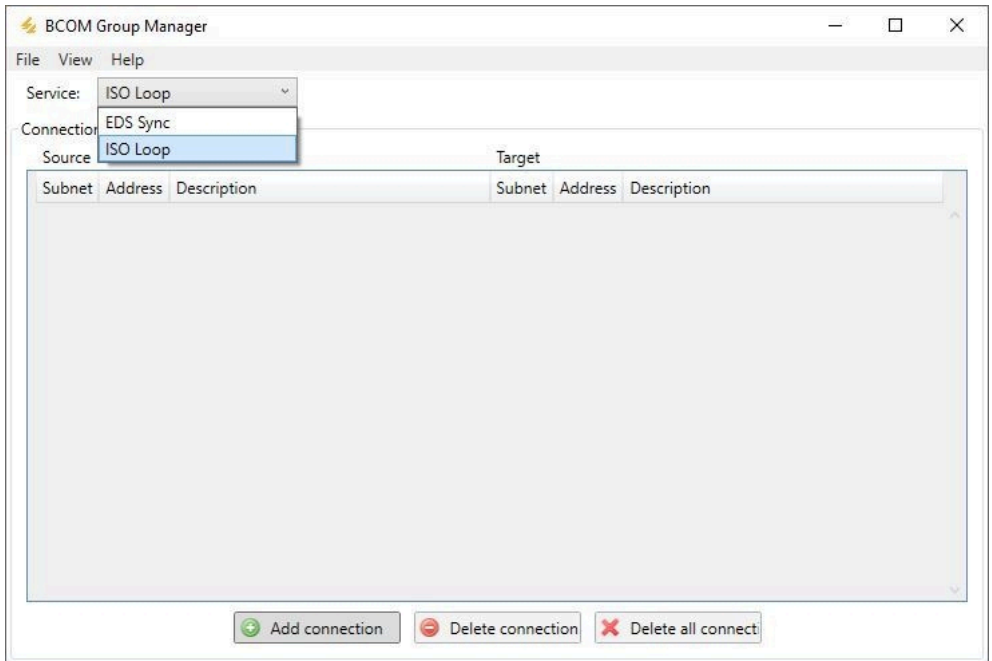 BCOM Group Manager
File View Help
Service: ISO Loop
EDS Sync
Connection
ISO Loop
Source Target
Subnet Address Description Subnet Address Description
Add connection Delete connection Delete all connecti